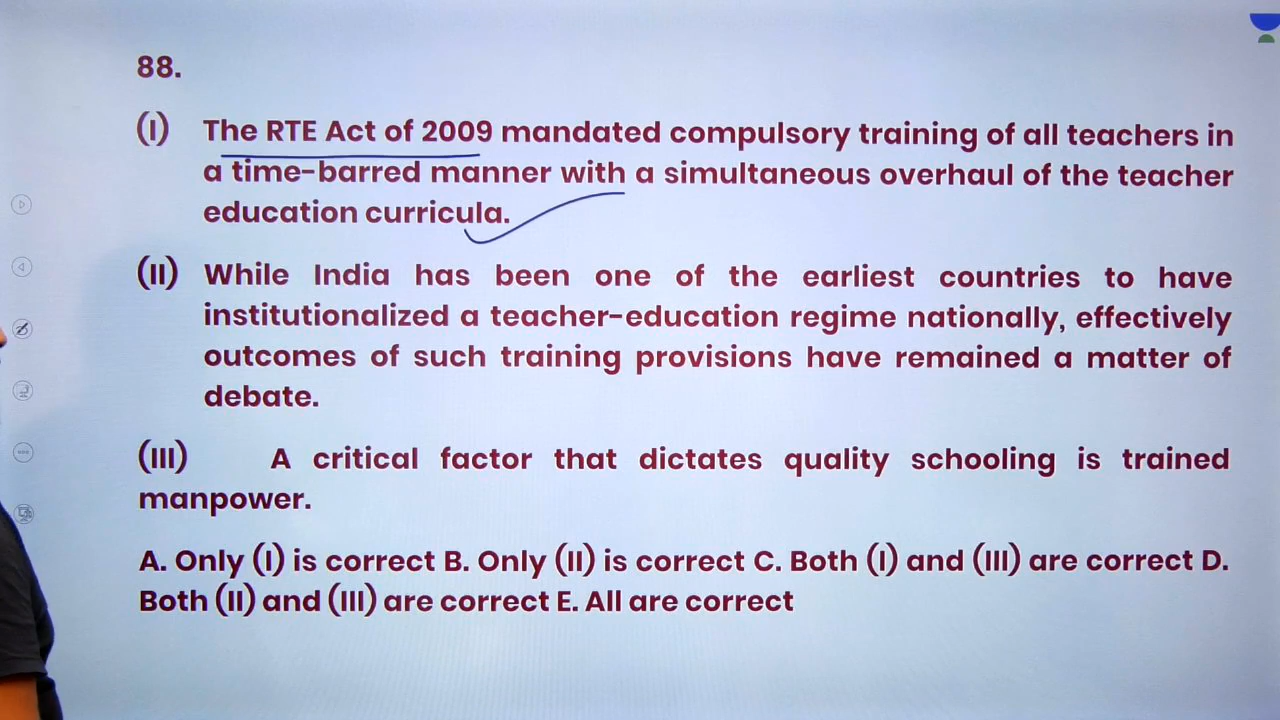 88.
(I) The RTE Act of 2009 mandated compulsory training of all teachers in
a time-barred manner with a simultaneous overhaul of the teacher
education curricula.
(II) While India has been one of the earliest countries to have
institutionalized a teacher-education regime nationally, effectively
outcomes of such training provisions have remained a matter of
debate.
(III) A critical factor that dictates quality schooling is trained
manpower.
A. Only (I) is correct B. Only (II) is correct C. Both (I) and (III) are correct D.
Both (II) and (III) are correct E. All are correct